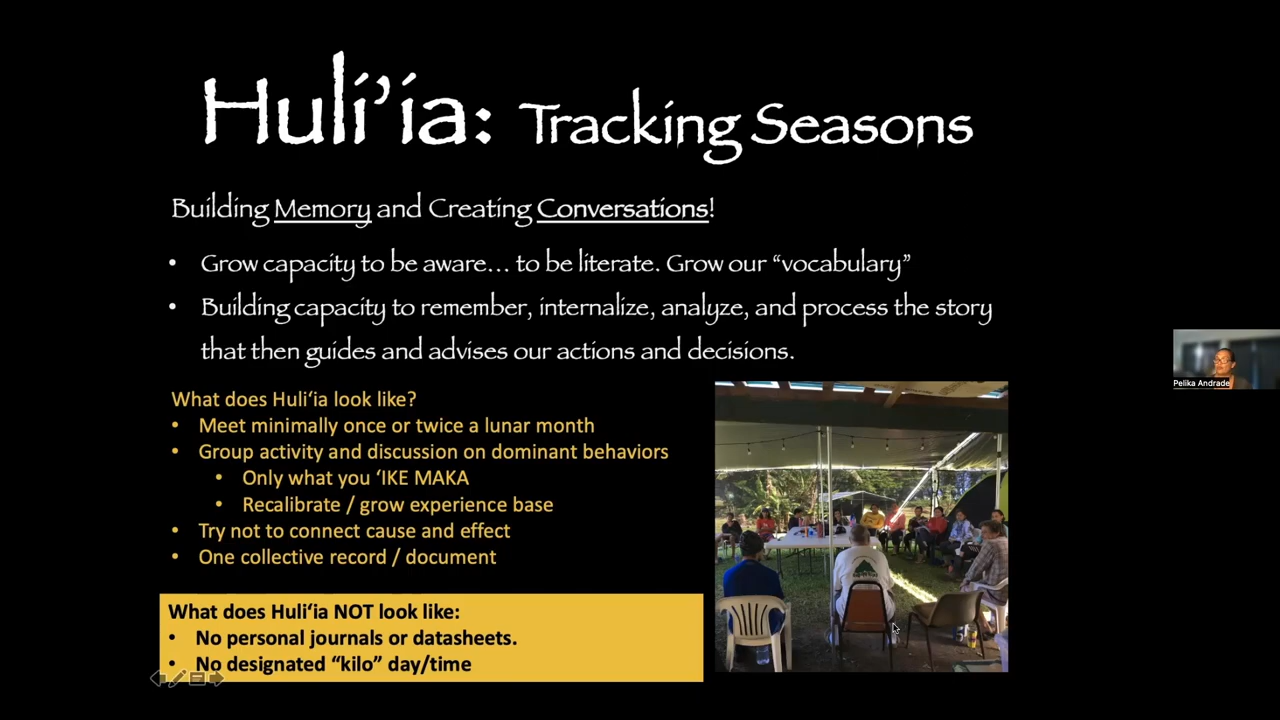 Huli’ia: Tracking Seasons
Building Memory and Creating Conversations!
• Grow capacity to be aware… to be literate. Grow our “vocabulary”
• Building capacity to remember, internalize, analyze, and process the story
that then guides and advises our actions and decisions.
What does Huli‘ia look like?
• Meet minimally once or twice a lunar month
• Group activity and discussion on dominant behaviors
• Only what you ‘IKE MAKA
• Recalibrate / grow experience base
• Try not to connect cause and effect
• One collective record / document
What does Huli‘ia NOT look like:
• No personal journals or datasheets.
• No designated “kilo” day/time
Pelika Andrade